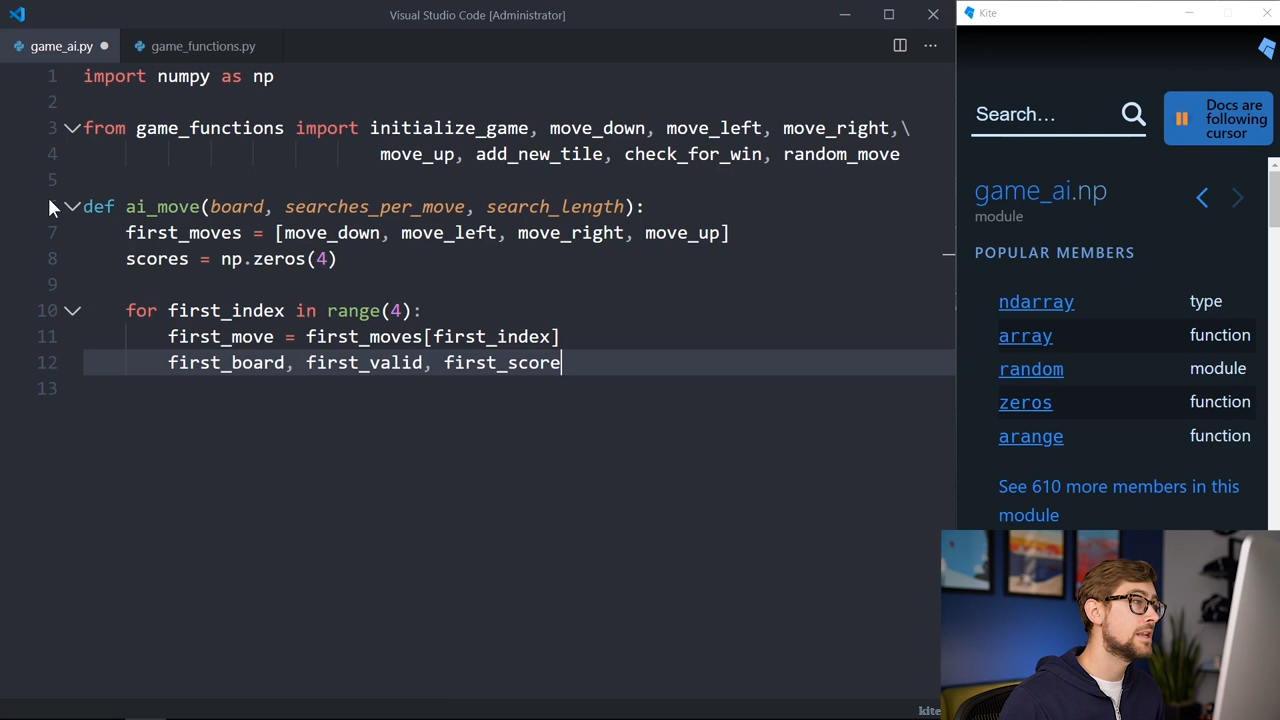 Visual Studio Code [Administrator]
game_ai.py
game_functions.py
1 import numpy as np
2
3 from game_functions import initialize_game, move_down, move_left, move_right,\
4 move_up, add_new_tile, check_for_win, random_move
5
def ai_move(board, searches_per_move, search_length):
7 first_moves = [move_down, move_left, move_right, move_up]
8 scores = np.zeros(4)
9
10 for first_index in range(4):
11 first_move = first_moves[first_index]
12 first_board, first_valid, first_score
13
kite
Kite
Search...
Docs are
following
cursor
game_ai.np
module
POPULAR MEMBERS
ndarray type
array function
random module
zeros function
arange function
See 610 more members in this
module